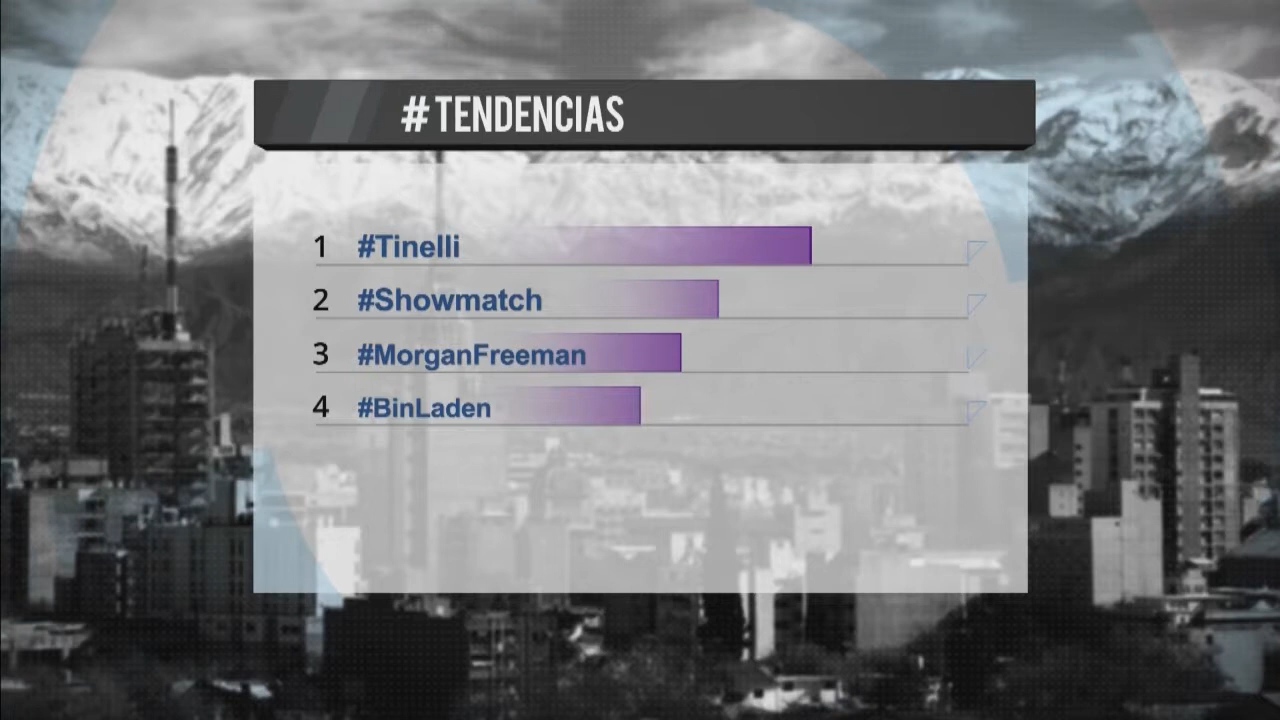 #TENDENCIAS
1 #Tinelli
2 #Showmatch
3 #MorganFreeman
4 #BinLaden